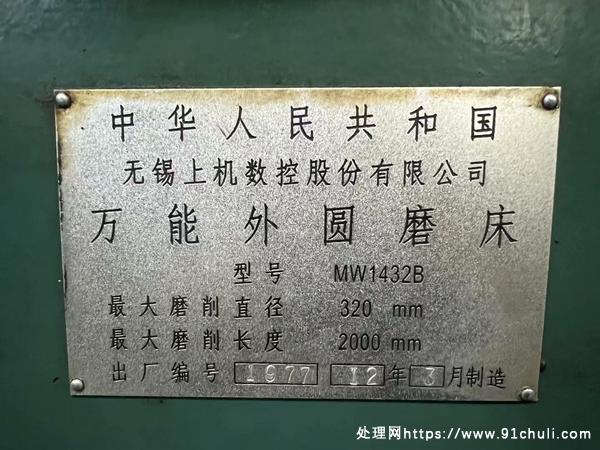 中华人民共和国
无锡上机数控股份有限公司
万能外圆磨床
型号 MW1432B
最大磨削直径 320 mm
最大磨削长度 2000 mm
出厂编号 1977 12年3月制造
处理网https://www.91chuli.com